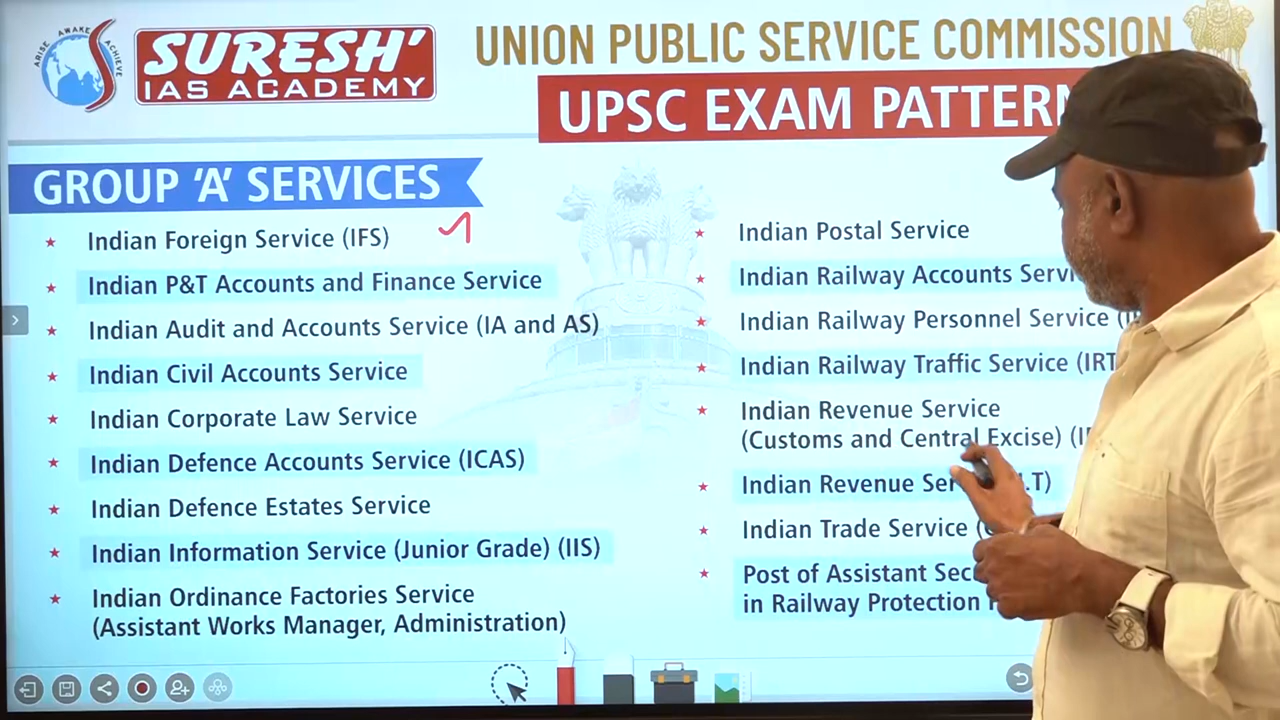 ARISE AWAKE ACHIEVE
SURESH'
IAS ACADEMY
UNION PUBLIC SERVICE COMMISSION
UPSC EXAM PATTERN
GROUP 'A' SERVICES
Indian Foreign Service (IFS)
Indian P&T Accounts and Finance Service
Indian Audit and Accounts Service (IA and AS)
Indian Civil Accounts Service
Indian Corporate Law Service
Indian Defence Accounts Service (ICAS)
Indian Defence Estates Service
Indian Information Service (Junior Grade) (IIS)
Indian Ordinance Factories Service
(Assistant Works Manager, Administration)
Indian Postal Service
Indian Railway Accounts
Indian Railway Personnel Service
Indian Railway Traffic Service (IRT
Indian Revenue Service
(Customs and Central Excise)
Indian Revenue
Indian Trade Service
Post of Assistant
in Railway Protection